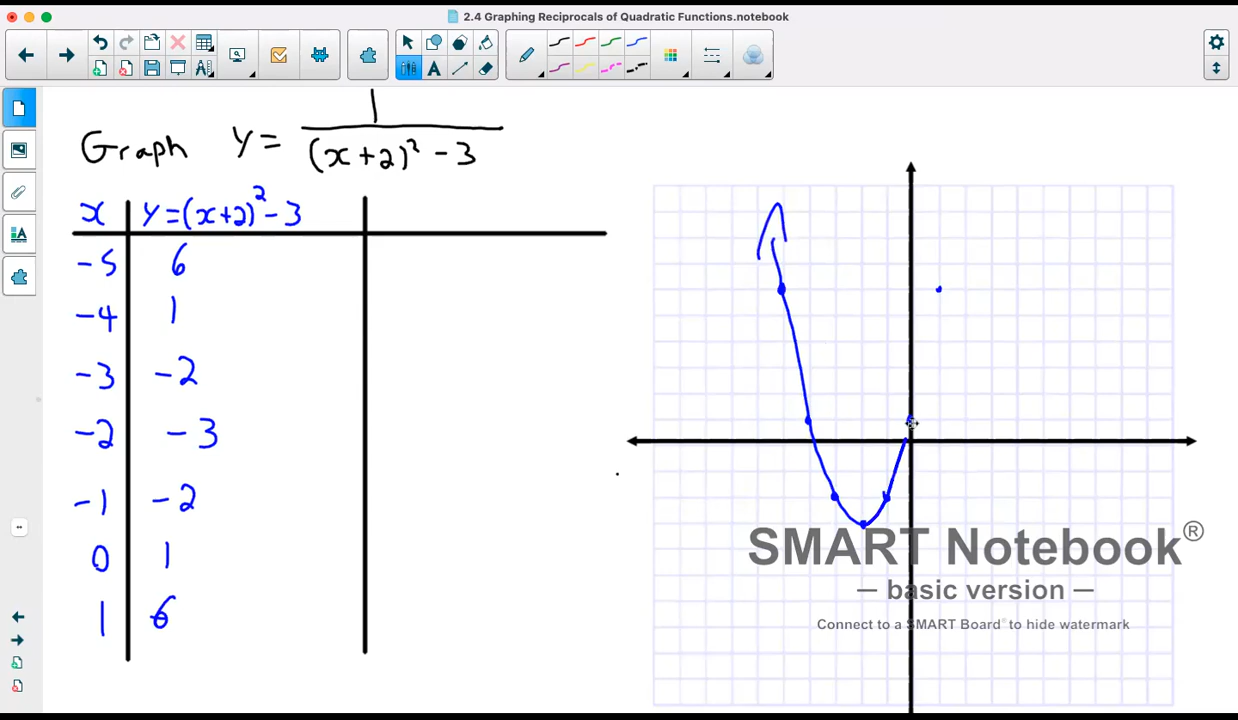 2.4 Graphing Reciprocals of Quadratic Functions.notebook
A
Graph y = 1 / ((x+2)² - 3)
x y=(x+2)² - 3
-5 6
-4 1
-3 -2
-2 -3
-1 -2
0 1
1 6
SMART Notebook®
— basic version —
Connect to a SMART Board® to hide watermark